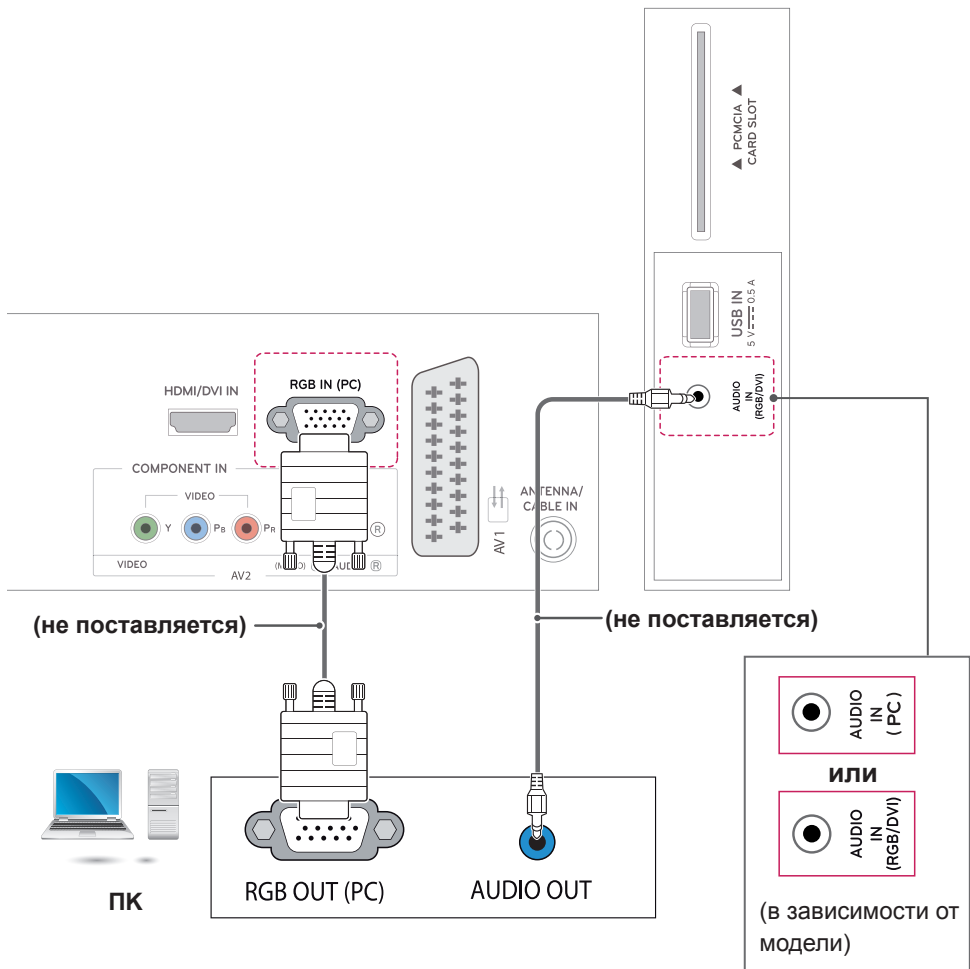 ▲ PCMCIA ▲
CARD SLOT
USB IN
5 V 0.5 A
AUDIO
IN
(RGB/DVI)
HDMI/DVI IN
RGB IN (PC)
COMPONENT IN
VIDEO
Y PB PR R
VIDEO
AV2
AUDIO R
AV1
ANTENNA/
CABLE IN
(не поставляется)
(не поставляется)
AUDIO
IN
( PC )
или
AUDIO
IN
(RGB/DVI)
(в зависимости от
модели)
ПК
RGB OUT (PC)
AUDIO OUT